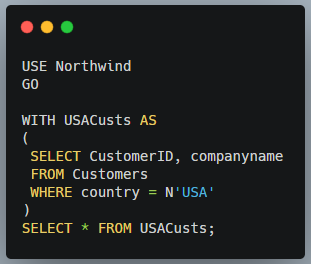 USE Northwind
GO

WITH USACusts AS
(
 SELECT CustomerID, companyname
 FROM Customers
 WHERE country = N'USA'
)
SELECT * FROM USACusts;